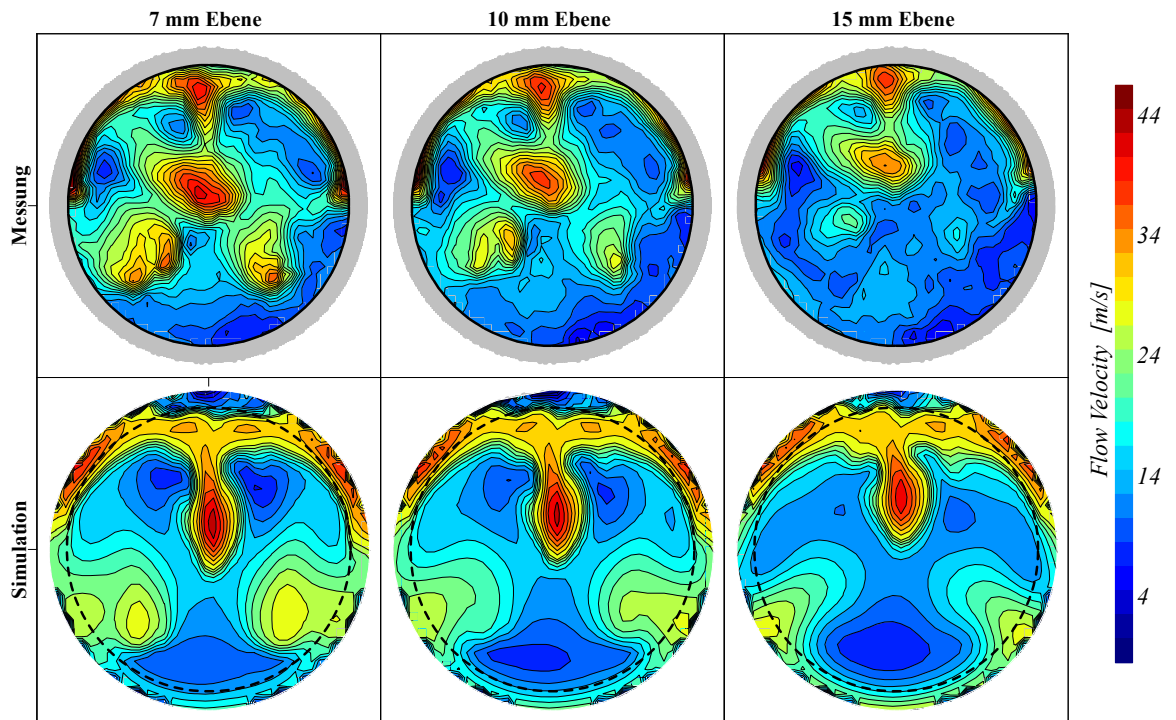 7 mm Ebene
10 mm Ebene
15 mm Ebene
Messung
Simulation
Flow Velocity [m/s]
44
34
24
14
4